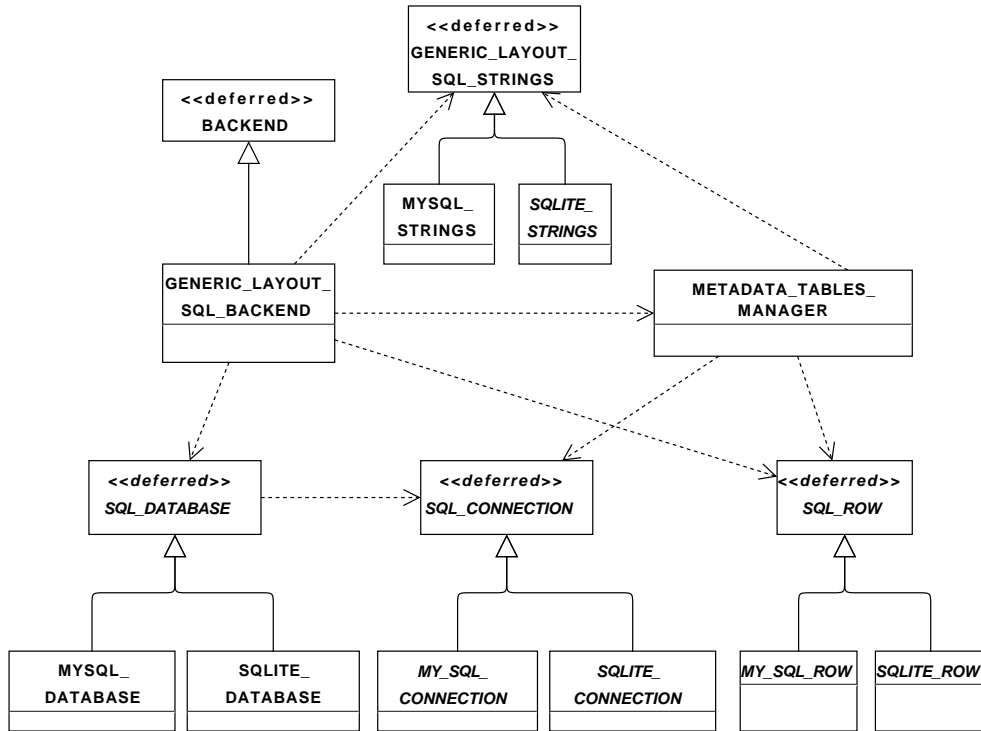 <<deferred>>
GENERIC_LAYOUT_
SQL_STRINGS
<<deferred>>
BACKEND
MYSQL_
STRINGS
SQLITE_
STRINGS
GENERIC_LAYOUT_
SQL_BACKEND
METADATA_TABLES_
MANAGER
<<deferred>>
SQL_DATABASE
<<deferred>>
SQL_CONNECTION
<<deferred>>
SQL_ROW
MYSQL_
DATABASE
SQLITE_
DATABASE
MY_SQL_
CONNECTION
SQLITE_
CONNECTION
MY_SQL_ROW
SQLITE_ROW